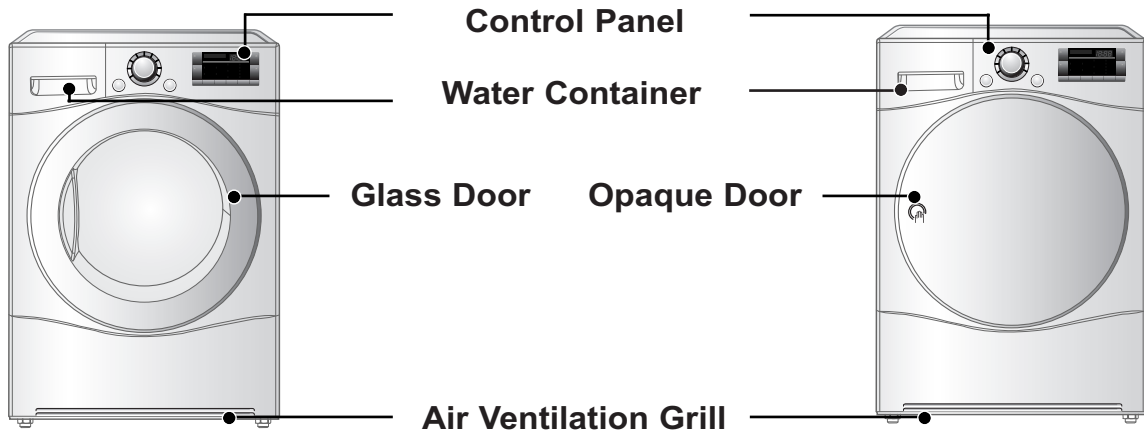 Control Panel
Water Container
Glass Door
Opaque Door
Air Ventilation Grill